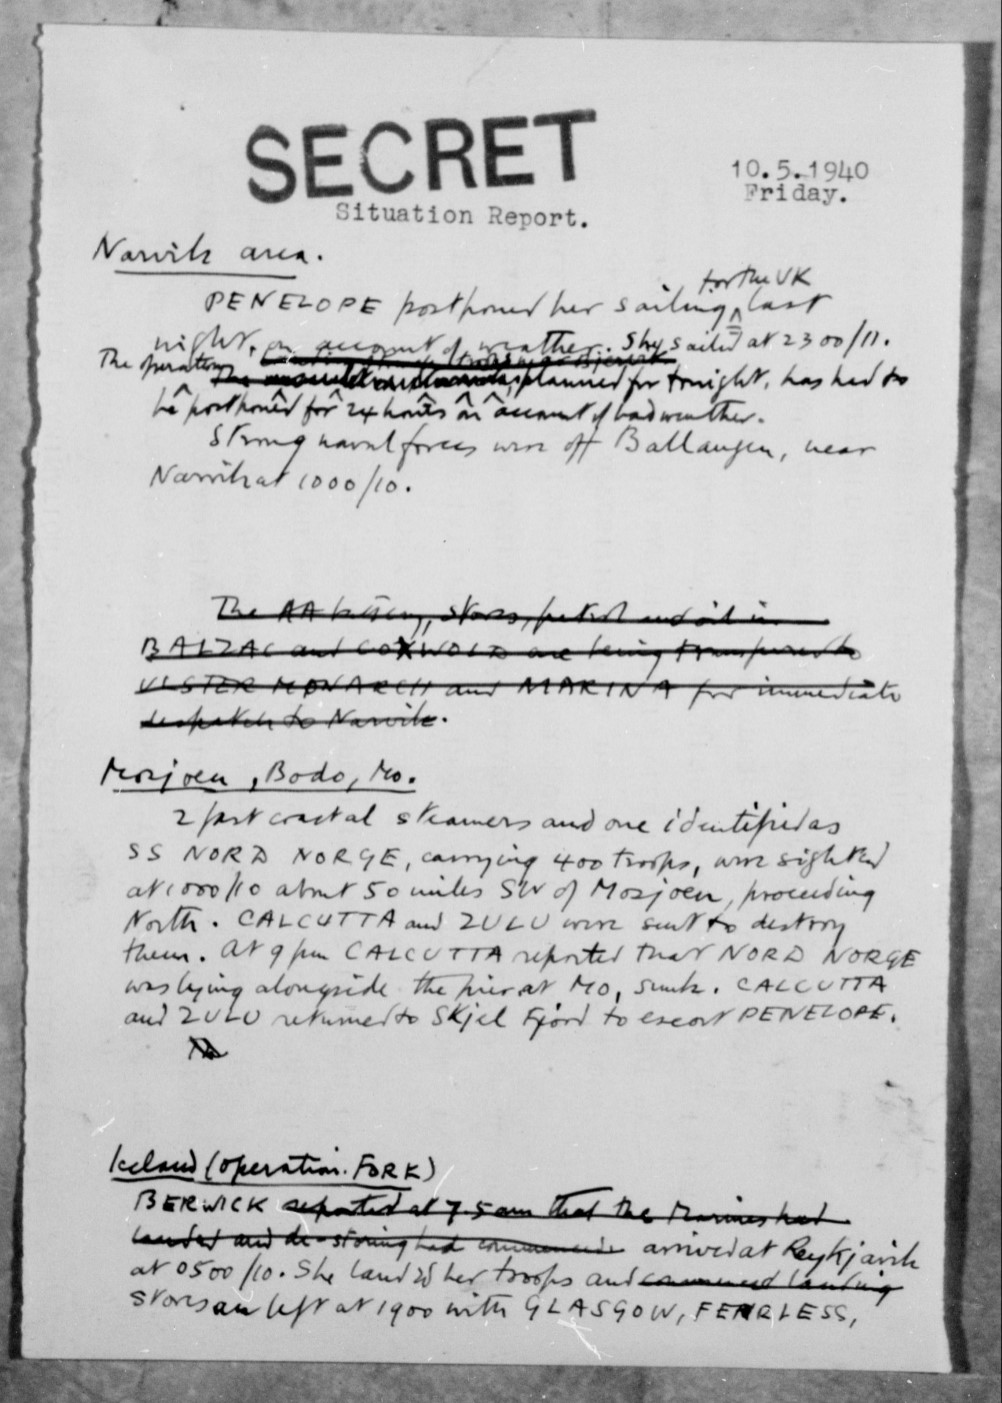 SECRET
10.5.1940
Situation Report.
Friday.
Narvik area.
for the UK
PENELOPE postponed her sailing last
night, on account of weather. She sailed at 2300/11.
The operation planned for tonight, has had to
be postponed for 24 hours on account of bad weather.
Strong naval forces were off Ballangen, near
Narvik at 1000/10.
The AA battery, stores, petrol and oil in
BALZAC and COXWOLD are being transferred to
ULSTER MONARCH and MARINA for immediate
despatch to Narvik.
Mosjoen, Bodo, Mo.
2 fast coastal steamers and one identified as
SS NORD NORGE, carrying 400 troops, were sighted
at 1000/10 about 50 miles SW of Mosjoen, proceeding
North. CALCUTTA and ZULU were sent to destroy
them. At 9 pm CALCUTTA reported that NORD NORGE
was lying alongside the pier at MO, sunk. CALCUTTA
and ZULU returned to Skjel Fjord to escort PENELOPE.
Iceland (operation. FORK)
BERWICK reported at 7.5 am that the Marines had
landed and de-storing had commenced arrived at Reykjavik
at 0500/10. She landed her troops and commenced landing
stores an left at 1900 with GLASGOW, FEARLESS,